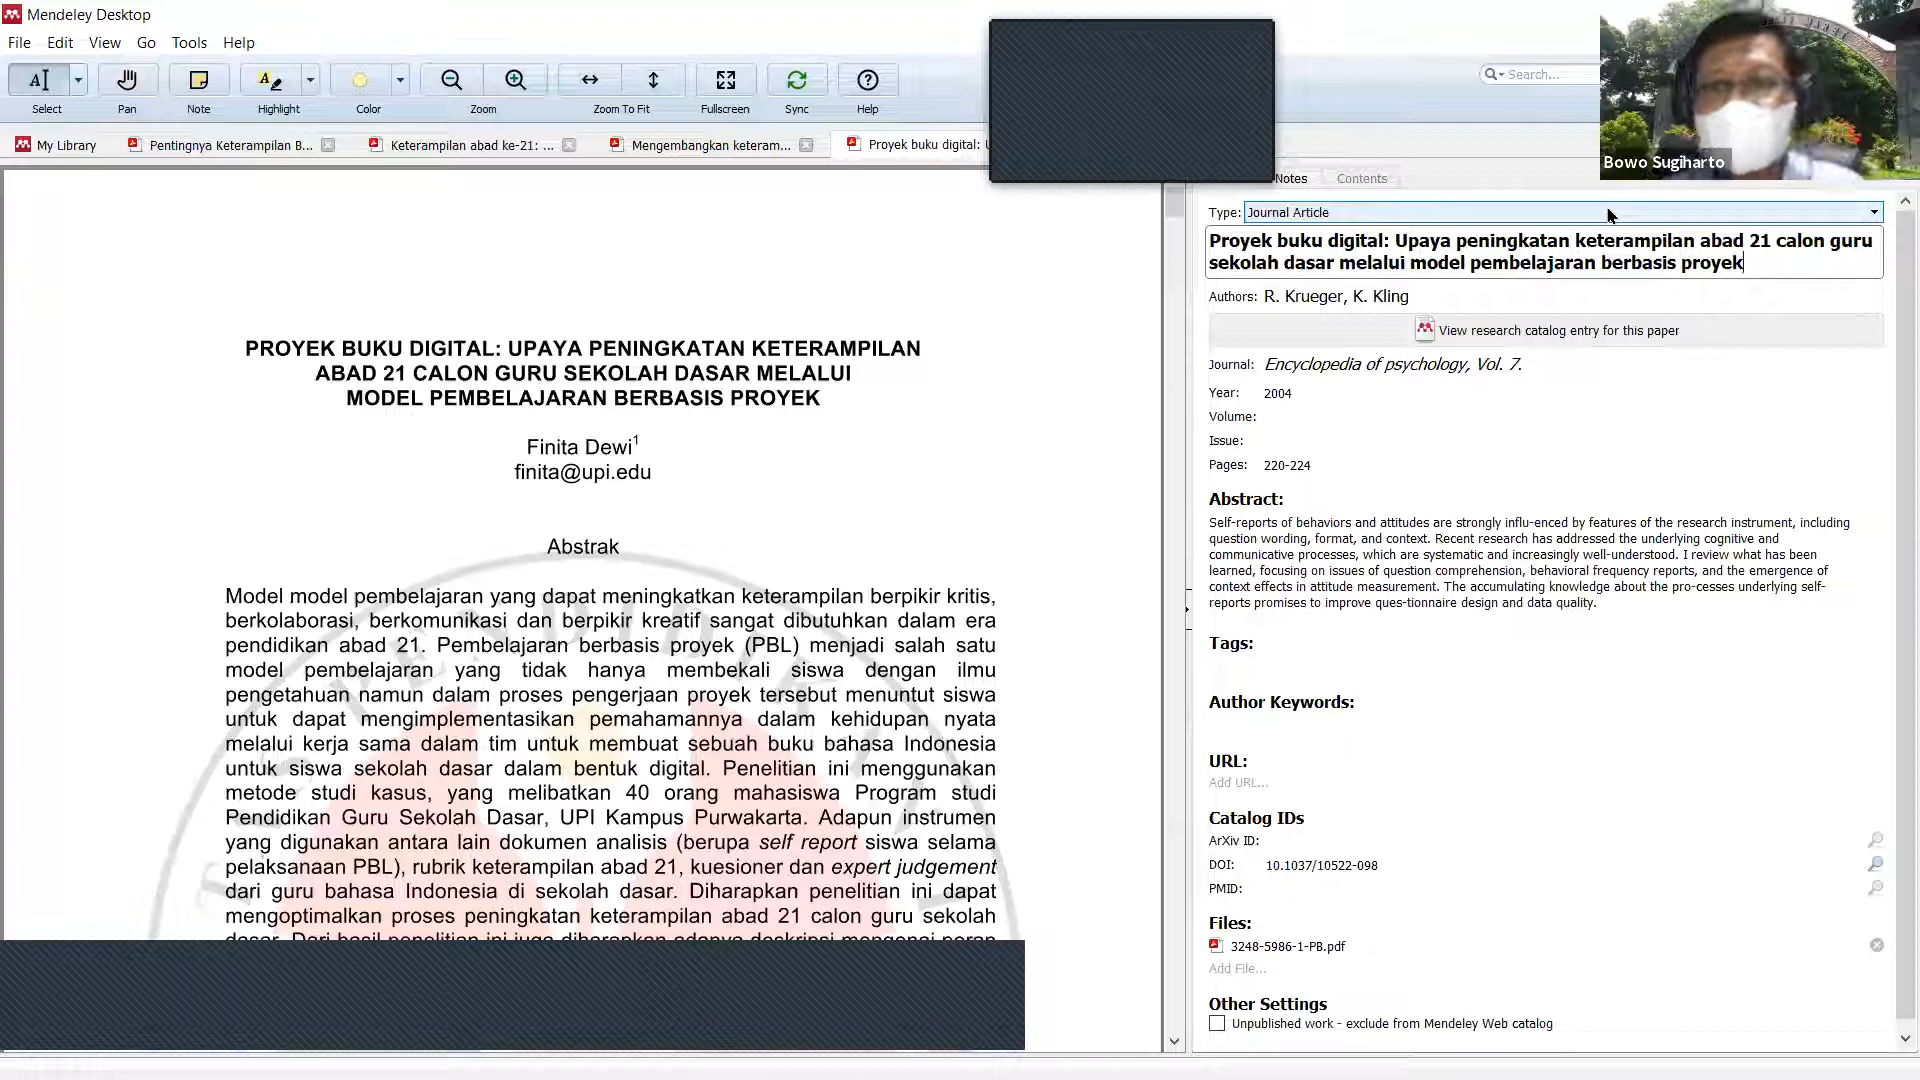 Mendeley Desktop
File Edit View Go Tools Help
Select Pan Note Highlight Color Zoom Zoom To Fit Fullscreen Sync Help
Search...
Bowo Sugiharto
My Library
Pentingnya Keterampilan B...
Keterampilan abad ke-21: ...
Mengembangkan keteram...
Proyek buku digital:
PROYEK BUKU DIGITAL: UPAYA PENINGKATAN KETERAMPILAN
ABAD 21 CALON GURU SEKOLAH DASAR MELALUI
MODEL PEMBELAJARAN BERBASIS PROYEK
Finita Dewi¹
finita@upi.edu
Abstrak
Model model pembelajaran yang dapat meningkatkan keterampilan berpikir kritis,
berkolaborasi, berkomunikasi dan berpikir kreatif sangat dibutuhkan dalam era
pendidikan abad 21. Pembelajaran berbasis proyek (PBL) menjadi salah satu
model pembelajaran yang tidak hanya membekali siswa dengan ilmu
pengetahuan namun dalam proses pengerjaan proyek tersebut menuntut siswa
untuk dapat mengimplementasikan pemahamannya dalam kehidupan nyata
melalui kerja sama dalam tim untuk membuat sebuah buku bahasa Indonesia
untuk siswa sekolah dasar dalam bentuk digital. Penelitian ini menggunakan
metode studi kasus, yang melibatkan 40 orang mahasiswa Program studi
Pendidikan Guru Sekolah Dasar, UPI Kampus Purwakarta. Adapun instrumen
yang digunakan antara lain dokumen analisis (berupa self report siswa selama
pelaksanaan PBL), rubrik keterampilan abad 21, kuesioner dan expert judgement
dari guru bahasa Indonesia di sekolah dasar. Diharapkan penelitian ini dapat
mengoptimalkan proses peningkatan keterampilan abad 21 calon guru sekolah
dasar. Dari hasil penelitian ini juga diharapkan adanya deskripsi mengenai peran
Notes Contents
Type: Journal Article
Proyek buku digital: Upaya peningkatan keterampilan abad 21 calon guru
sekolah dasar melalui model pembelajaran berbasis proyek
Authors: R. Krueger, K. Kling
View research catalog entry for this paper
Journal: Encyclopedia of psychology, Vol. 7.
Year: 2004
Volume:
Issue:
Pages: 220-224
Abstract:
Self-reports of behaviors and attitudes are strongly influ-enced by features of the research instrument, including
question wording, format, and context. Recent research has addressed the underlying cognitive and
communicative processes, which are systematic and increasingly well-understood. I review what has been
learned, focusing on issues of question comprehension, behavioral frequency reports, and the emergence of
context effects in attitude measurement. The accumulating knowledge about the pro-cesses underlying self-
reports promises to improve ques-tionnaire design and data quality.
Tags:
Author Keywords:
URL:
Add URL...
Catalog IDs
ArXiv ID:
DOI: 10.1037/10522-098
PMID:
Files:
3248-5986-1-PB.pdf
Add File...
Other Settings
Unpublished work - exclude from Mendeley Web catalog